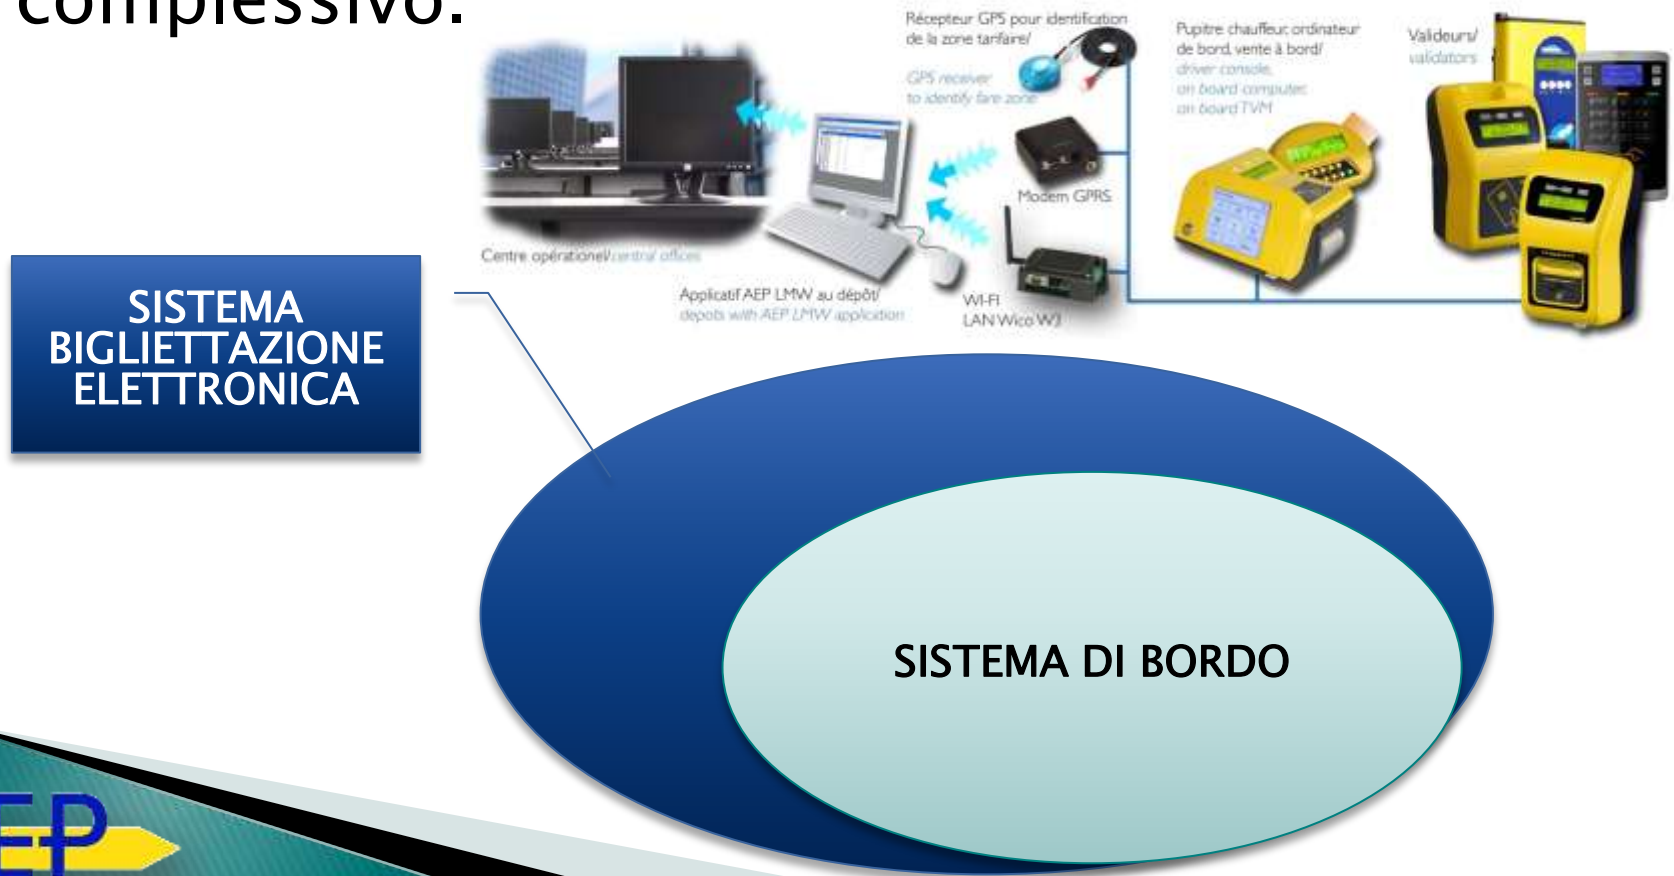 complessivo.
Récepteur GPS pour identification
de la zone tarifaire/
GPS receiver
to identify fare zone
Pupitre chauffeur, ordinateur
de bord, vente à bord/
driver console,
on board computer,
on board TVM
Valideurs/
validators
Modem GPRS
Centre opérationel/central offices
Applicatif AEP LMW au dépôt/
depots with AEP LMW application
WI-FI
LAN Wico W3
SISTEMA
BIGLIETTAZIONE
ELETTRONICA
SISTEMA DI BORDO
EP